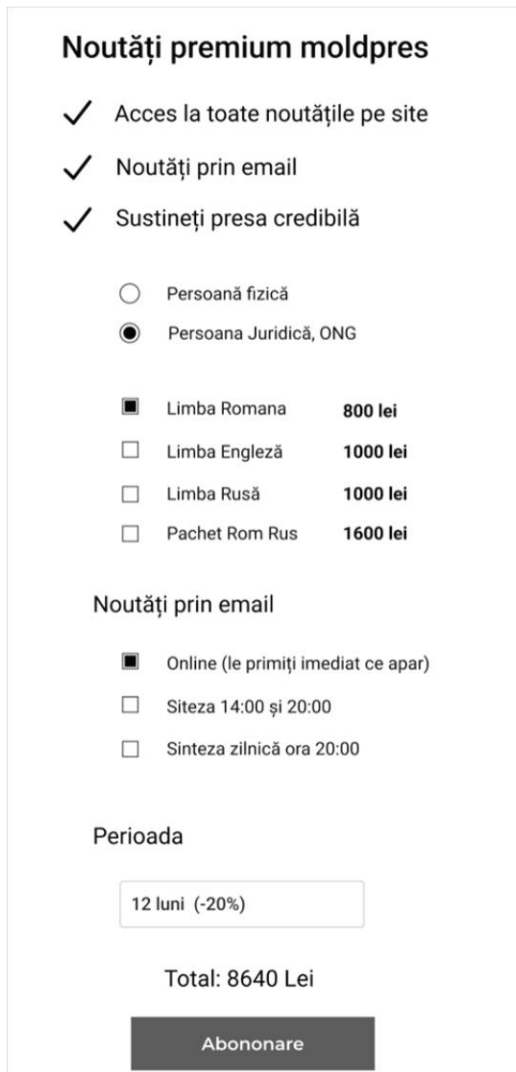 Noutăți premium moldpres
Acces la toate noutățile pe site
Noutăți prin email
Sustineți presa credibilă
Persoană fizică
Persoana Juridică, ONG
Limba Romana 800 lei
Limba Engleză 1000 lei
Limba Rusă 1000 lei
Pachet Rom Rus 1600 lei
Noutăți prin email
Online (le primiți imediat ce apar)
Siteza 14:00 și 20:00
Sinteza zilnică ora 20:00
Perioada
12 luni (-20%)
Total: 8640 Lei
Abononare